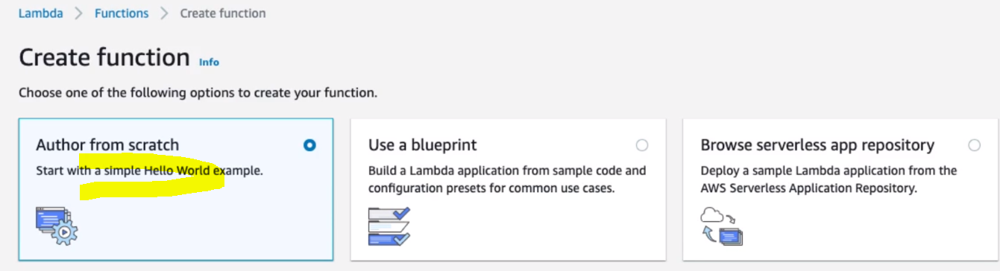 Lambda > Functions > Create function
Create function Info
Choose one of the following options to create your function.
Author from scratch
Start with a simple Hello World example.
Use a blueprint
Build a Lambda application from sample code and
configuration presets for common use cases.
Browse serverless app repository
Deploy a sample Lambda application from the
AWS Serverless Application Repository.